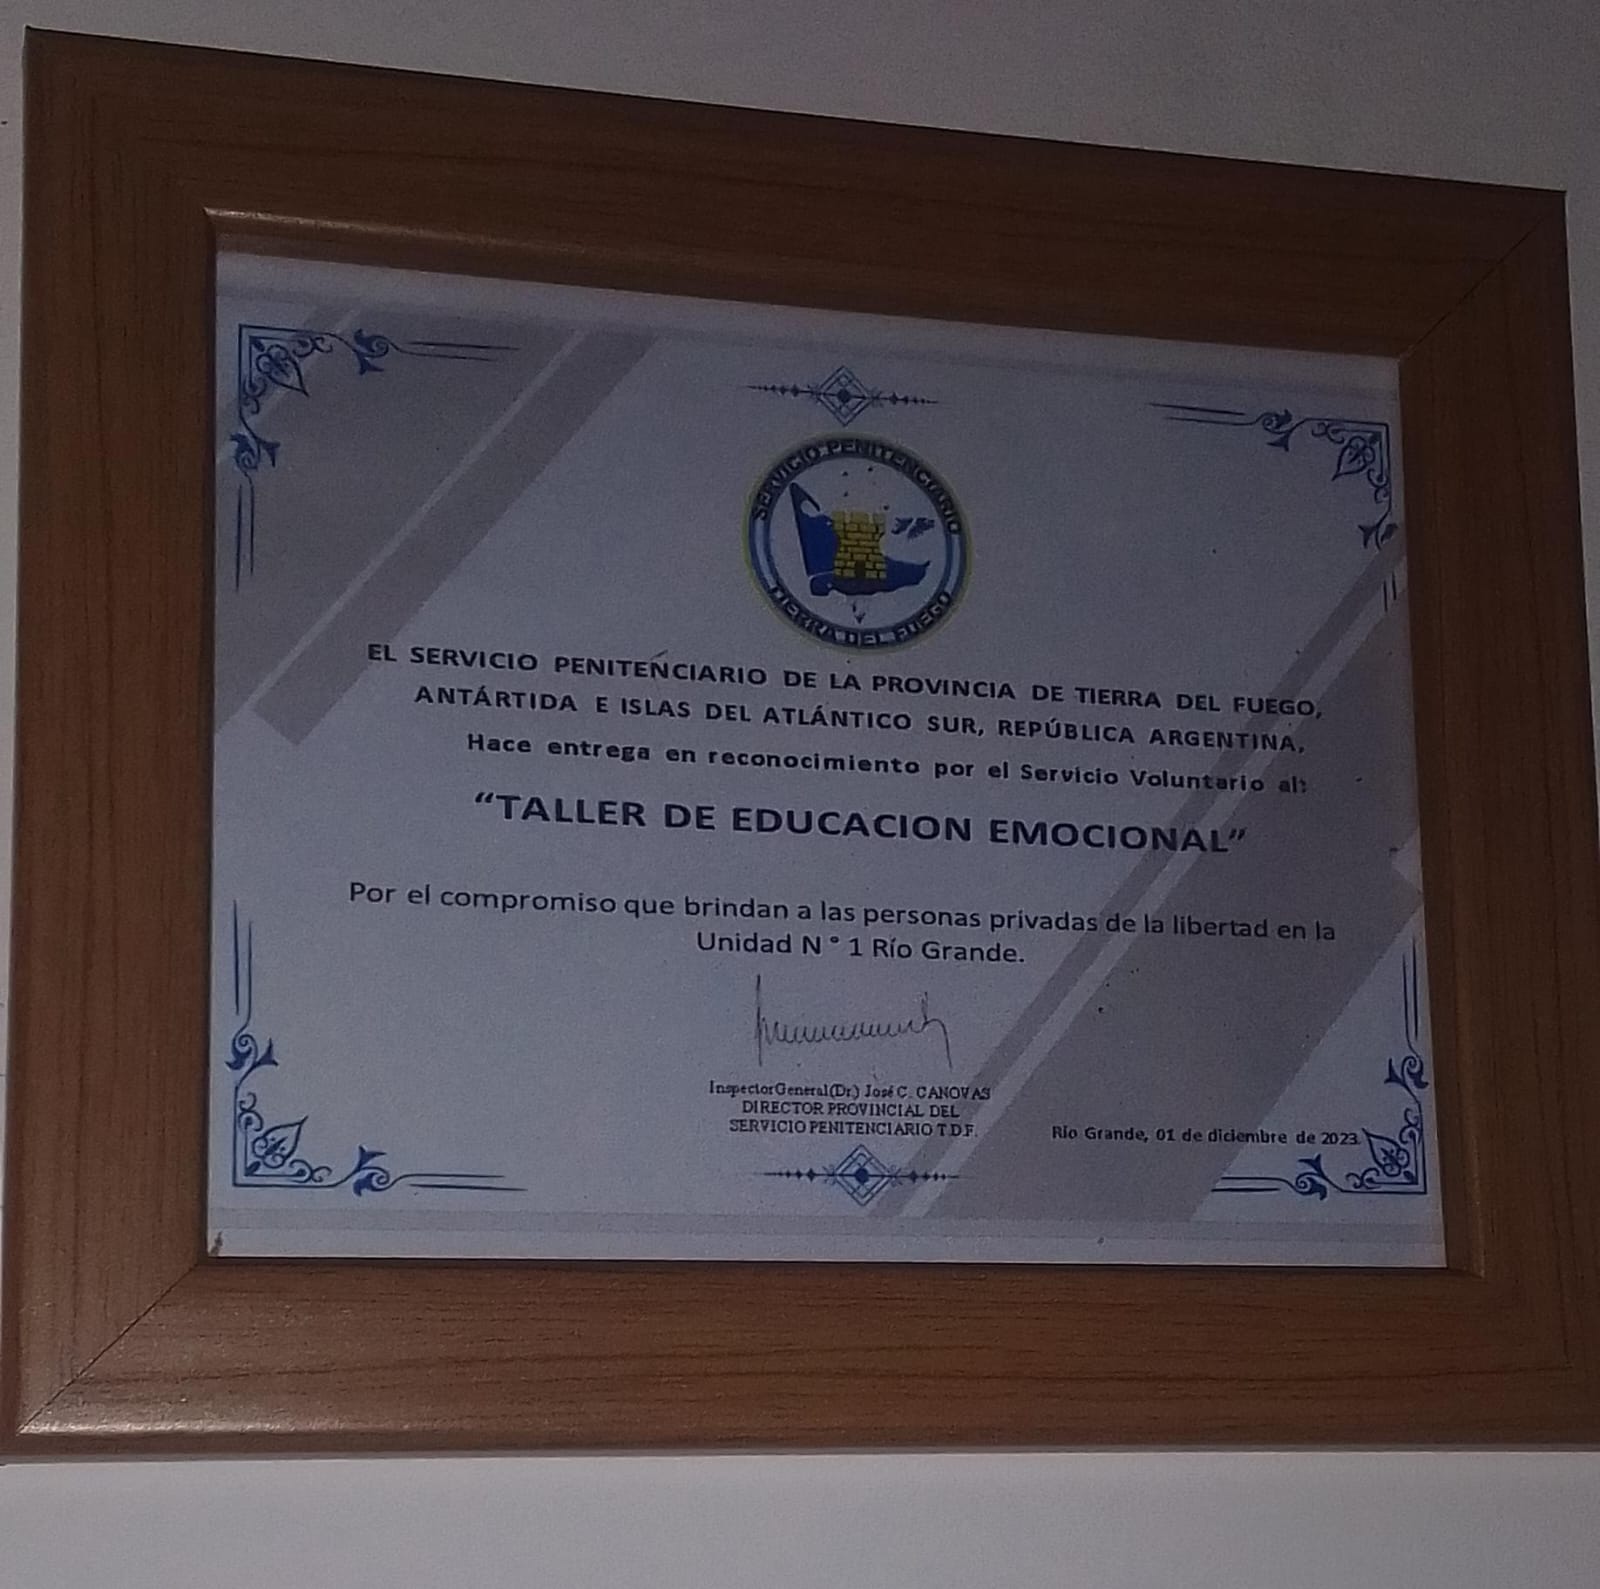 SERVICIO PENITENCIARIO
TIERRA DEL FUEGO
EL SERVICIO PENITENCIARIO DE LA PROVINCIA DE TIERRA DEL FUEGO,
ANTÁRTIDA E ISLAS DEL ATLÁNTICO SUR, REPÚBLICA ARGENTINA,
Hace entrega en reconocimiento por el Servicio Voluntario al:
“TALLER DE EDUCACION EMOCIONAL”
Por el compromiso que brindan a las personas privadas de la libertad en la
Unidad N ° 1 Río Grande.
Inspector General (Dr.) José C. CANOVAS
DIRECTOR PROVINCIAL DEL
SERVICIO PENITENCIARIO T.D.F.
Río Grande, 01 de diciembre de 2023.